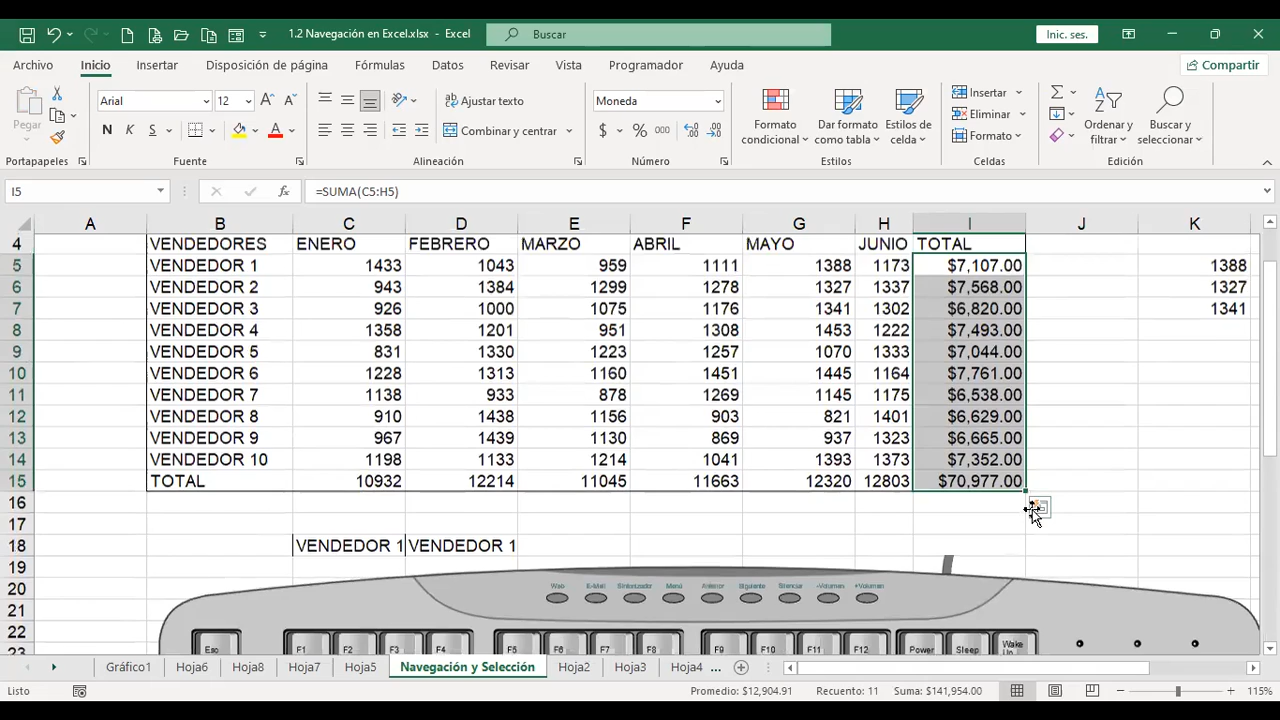 1.2 Navegación en Excel.xlsx - Excel
Buscar
Inic. ses.
Archivo Inicio Insertar Disposición de página Fórmulas Datos Revisar Vista Programador Ayuda Compartir
Pegar
Arial 12
Ajustar texto
Moneda
Formato condicional
Dar formato como tabla
Estilos de celda
Insertar
Eliminar
Formato
Ordenar y filtrar
Buscar y seleccionar
N K S
Combinar y centrar
$ % 000
Portapapeles Fuente Alineación Número Estilos Celdas Edición
I5 fx =SUMA(C5:H5)
A B C D E F G H I J K
4 VENDEDORES ENERO FEBRERO MARZO ABRIL MAYO JUNIO TOTAL
5 VENDEDOR 1 1433 1043 959 1111 1388 1173 $7,107.00 1388
6 VENDEDOR 2 943 1384 1299 1278 1327 1337 $7,568.00 1327
7 VENDEDOR 3 926 1000 1075 1176 1341 1302 $6,820.00 1341
8 VENDEDOR 4 1358 1201 951 1308 1453 1222 $7,493.00
9 VENDEDOR 5 831 1330 1223 1257 1070 1333 $7,044.00
10 VENDEDOR 6 1228 1313 1160 1451 1445 1164 $7,761.00
11 VENDEDOR 7 1138 933 878 1269 1145 1175 $6,538.00
12 VENDEDOR 8 910 1438 1156 903 821 1401 $6,629.00
13 VENDEDOR 9 967 1439 1130 869 937 1323 $6,665.00
14 VENDEDOR 10 1198 1133 1214 1041 1393 1373 $7,352.00
15 TOTAL 10932 12214 11045 11663 12320 12803 $70,977.00
16
17
18 VENDEDOR 1 VENDEDOR 1
19
20 E-Mail Sintonizador Menú Siguiente Silenciar -Volumen +Volumen
21
22 Esc F1 F2 F3 F4 F5 F6 F7 F8 F9 F10 F11 F12 Power Sleep Wake Up
23
Gráfico1 Hoja6 Hoja8 Hoja7 Hoja5 Navegación y Selección Hoja2 Hoja3 Hoja4 ...
Listo Promedio: $12,904.91 Recuento: 11 Suma: $141,954.00 115%